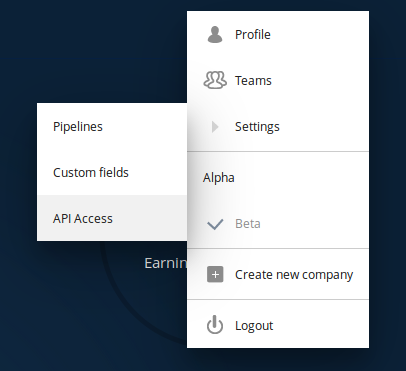 Profile
Teams
Settings
Pipelines
Custom fields
API Access
Alpha
Beta
Earnin
Create new company
Logout